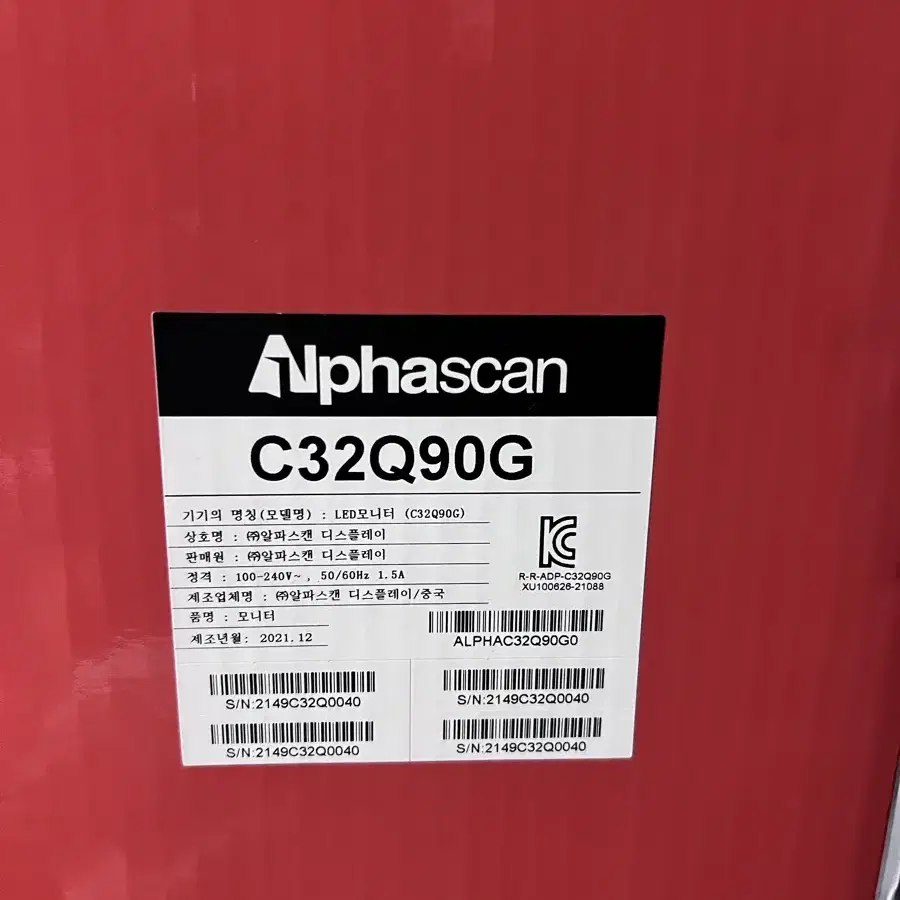 Alphascan
C32Q90G
기기의 명칭(모델명) : LED모니터 (C32Q90G)
상호명 : ㈜알파스캔 디스플레이
판매원 : ㈜알파스캔 디스플레이
정격 : 100-240V~, 50/60Hz 1.5A
제조업체명 : ㈜알파스캔 디스플레이/중국
품명 : 모니터
제조년월: 2021.12
R-R-ADP-C32Q90G
XU100626-21088
ALPHAC32Q90G0
S/N:2149C32Q0040
S/N:2149C32Q0040
S/N:2149C32Q0040
S/N:2149C32Q0040